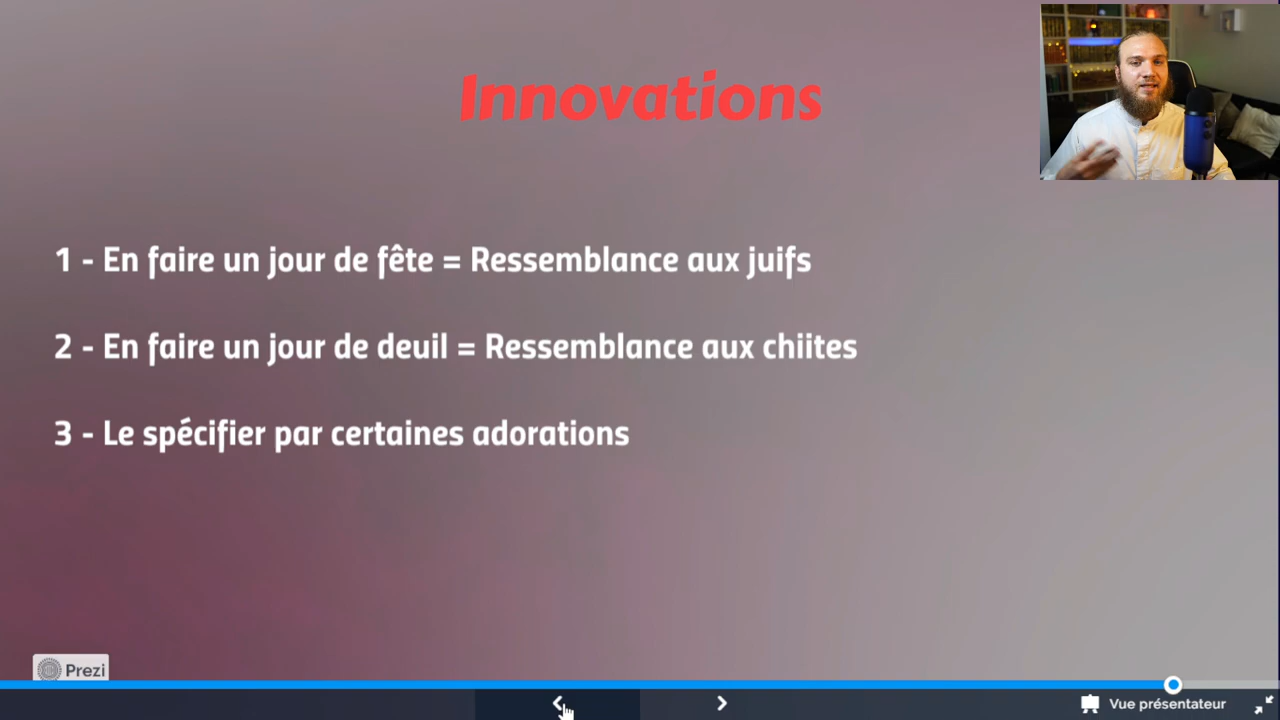 Innovations
1 - En faire un jour de fête = Ressemblance aux juifs
2 - En faire un jour de deuil = Ressemblance aux chiites
3 - Le spécifier par certaines adorations
Prezi
Vue présentateur